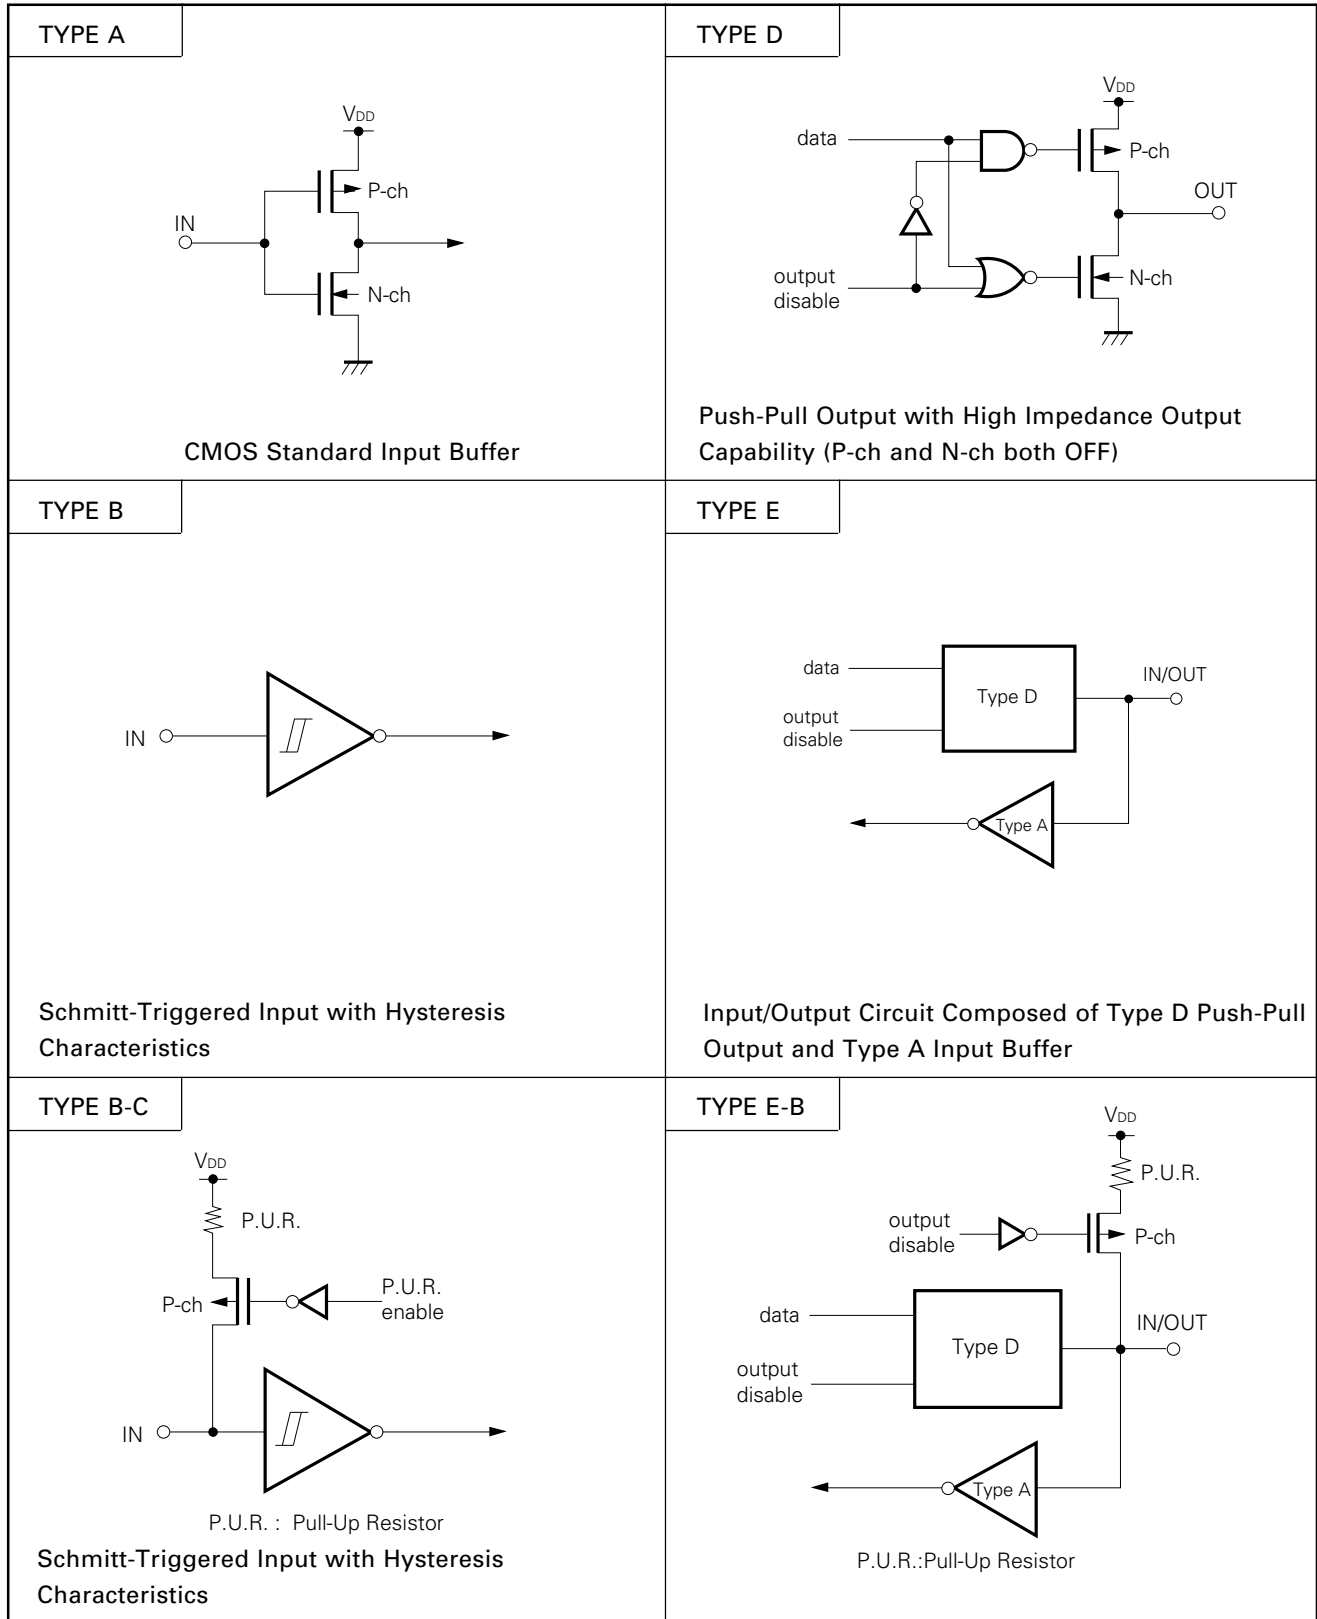 TYPE A
VDD
P-ch
IN
N-ch
CMOS Standard Input Buffer
TYPE D
VDD
data
P-ch
OUT
output
disable
N-ch
Push-Pull Output with High Impedance Output
Capability (P-ch and N-ch both OFF)
TYPE B
IN
Schmitt-Triggered Input with Hysteresis
Characteristics
TYPE E
data
Type D
IN/OUT
output
disable
Type A
Input/Output Circuit Composed of Type D Push-Pull
Output and Type A Input Buffer
TYPE B-C
VDD
P.U.R.
P-ch
P.U.R.
enable
IN
P.U.R. : Pull-Up Resistor
Schmitt-Triggered Input with Hysteresis
Characteristics
TYPE E-B
VDD
P.U.R.
output
disable
P-ch
data
Type D
IN/OUT
output
disable
Type A
P.U.R.:Pull-Up Resistor